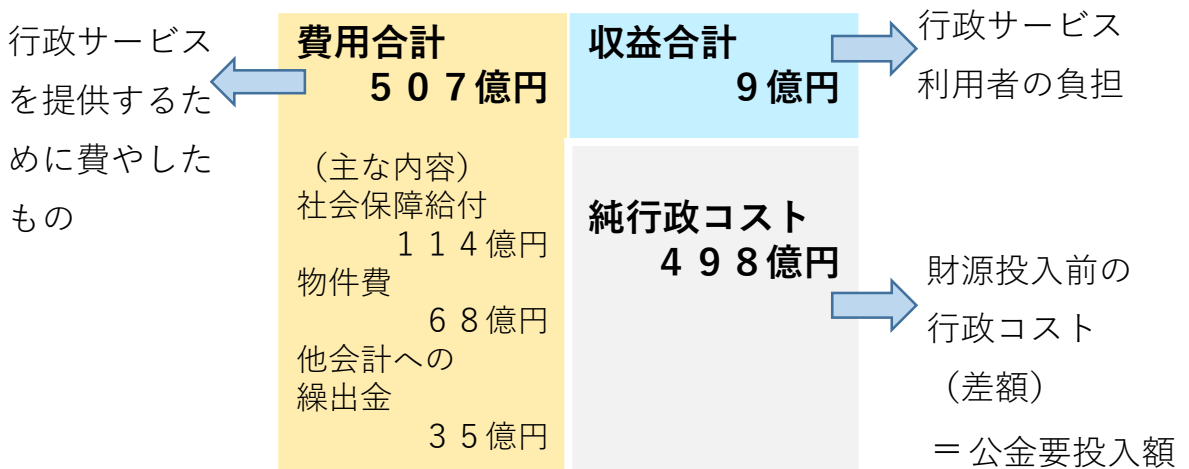 行政サービス
を提供するた
めに費やした
もの
費用合計
５０７億円
（主な内容）
社会保障給付
１１４億円
物件費
６８億円
他会計への
繰出金
３５億円
収益合計
９億円
純行政コスト
４９８億円
行政サービス
利用者の負担
財源投入前の
行政コスト
（差額）
＝公金要投入額